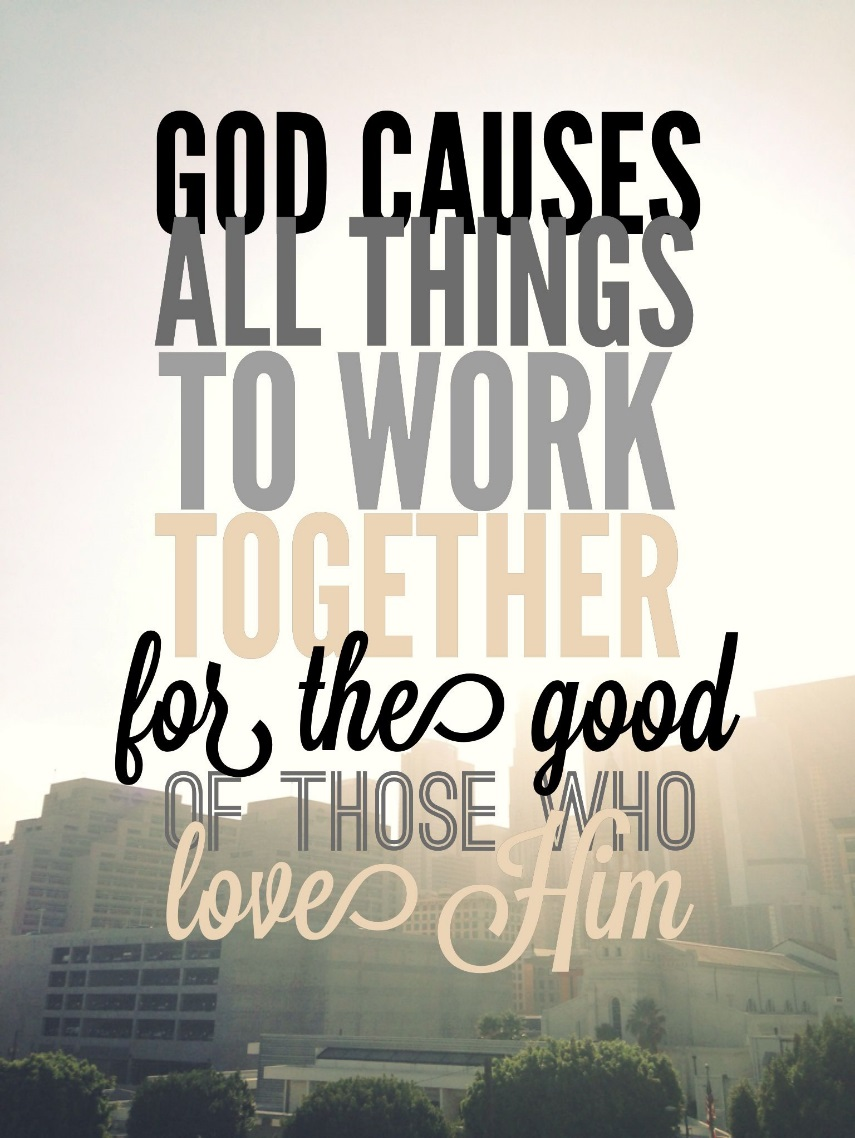 GOD CAUSES
ALL THINGS
TO WORK
TOGETHER
for the good
OF THOSE WHO
love Him